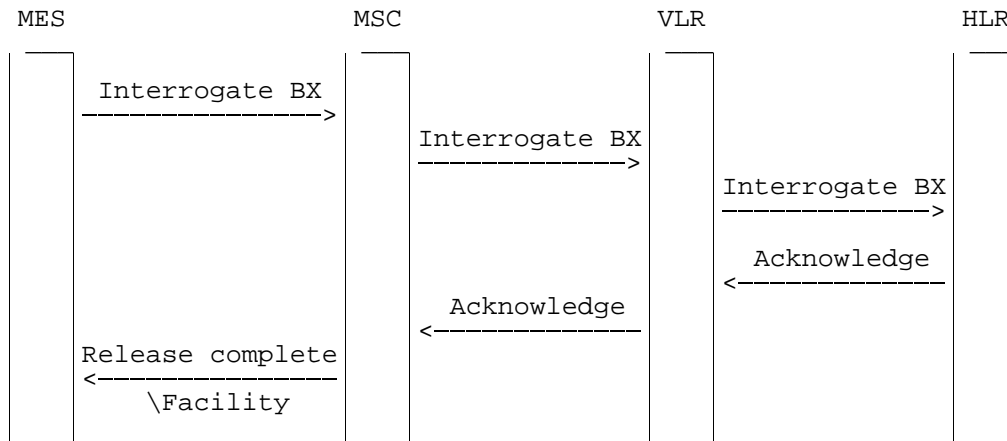 MES MSC VLR HLR
Interrogate BX
Interrogate BX
Interrogate BX
Acknowledge
Acknowledge
Release complete
\Facility